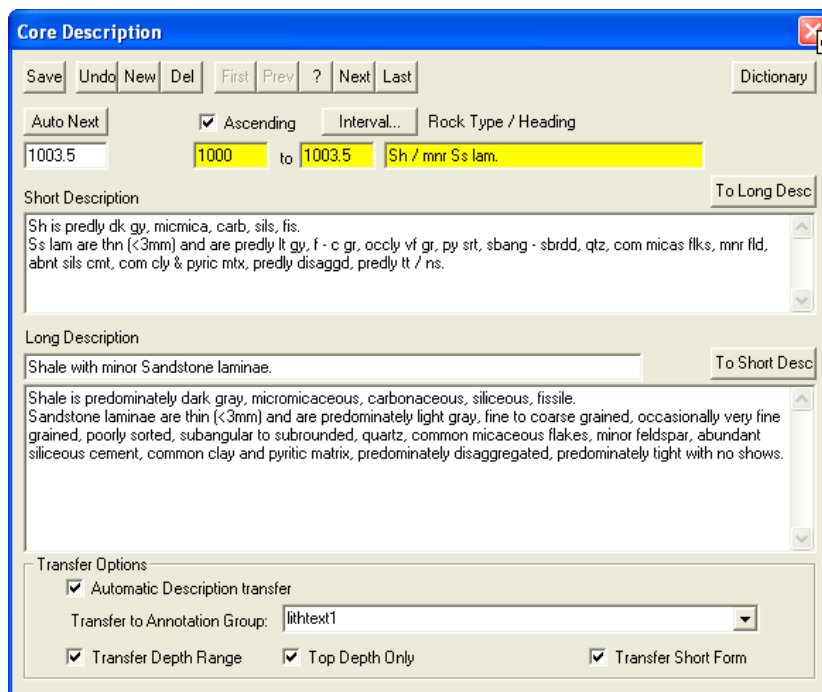 Core Description
Save Undo New Del First Prev ? Next Last Dictionary
Auto Next Ascending Interval... Rock Type / Heading
1003.5 1000 to 1003.5 Sh / mnr Ss lam.
Short Description To Long Desc
Sh is predly dk gy, micmica, carb, sils, fis.
Ss lam are thn (<3mm) and are predly lt gy, f - c gr, occly vf gr, py srt, sbang - sbrdd, qtz, com micas flks, mnr fld,
abnt sils cmt, com cly & pyric mtx, predly disaggd, predly tt / ns.
Long Description
Shale with minor Sandstone laminae. To Short Desc
Shale is predominately dark gray, micromicaceous, carbonaceous, siliceous, fissile.
Sandstone laminae are thin (<3mm) and are predominately light gray, fine to coarse grained, occasionally very fine
grained, poorly sorted, subangular to subrounded, quartz, common micaceous flakes, minor feldspar, abundant
siliceous cement, common clay and pyritic matrix, predominately disaggregated, predominately tight with no shows.
Transfer Options
Automatic Description transfer
Transfer to Annotation Group: lithtext1
Transfer Depth Range Top Depth Only Transfer Short Form